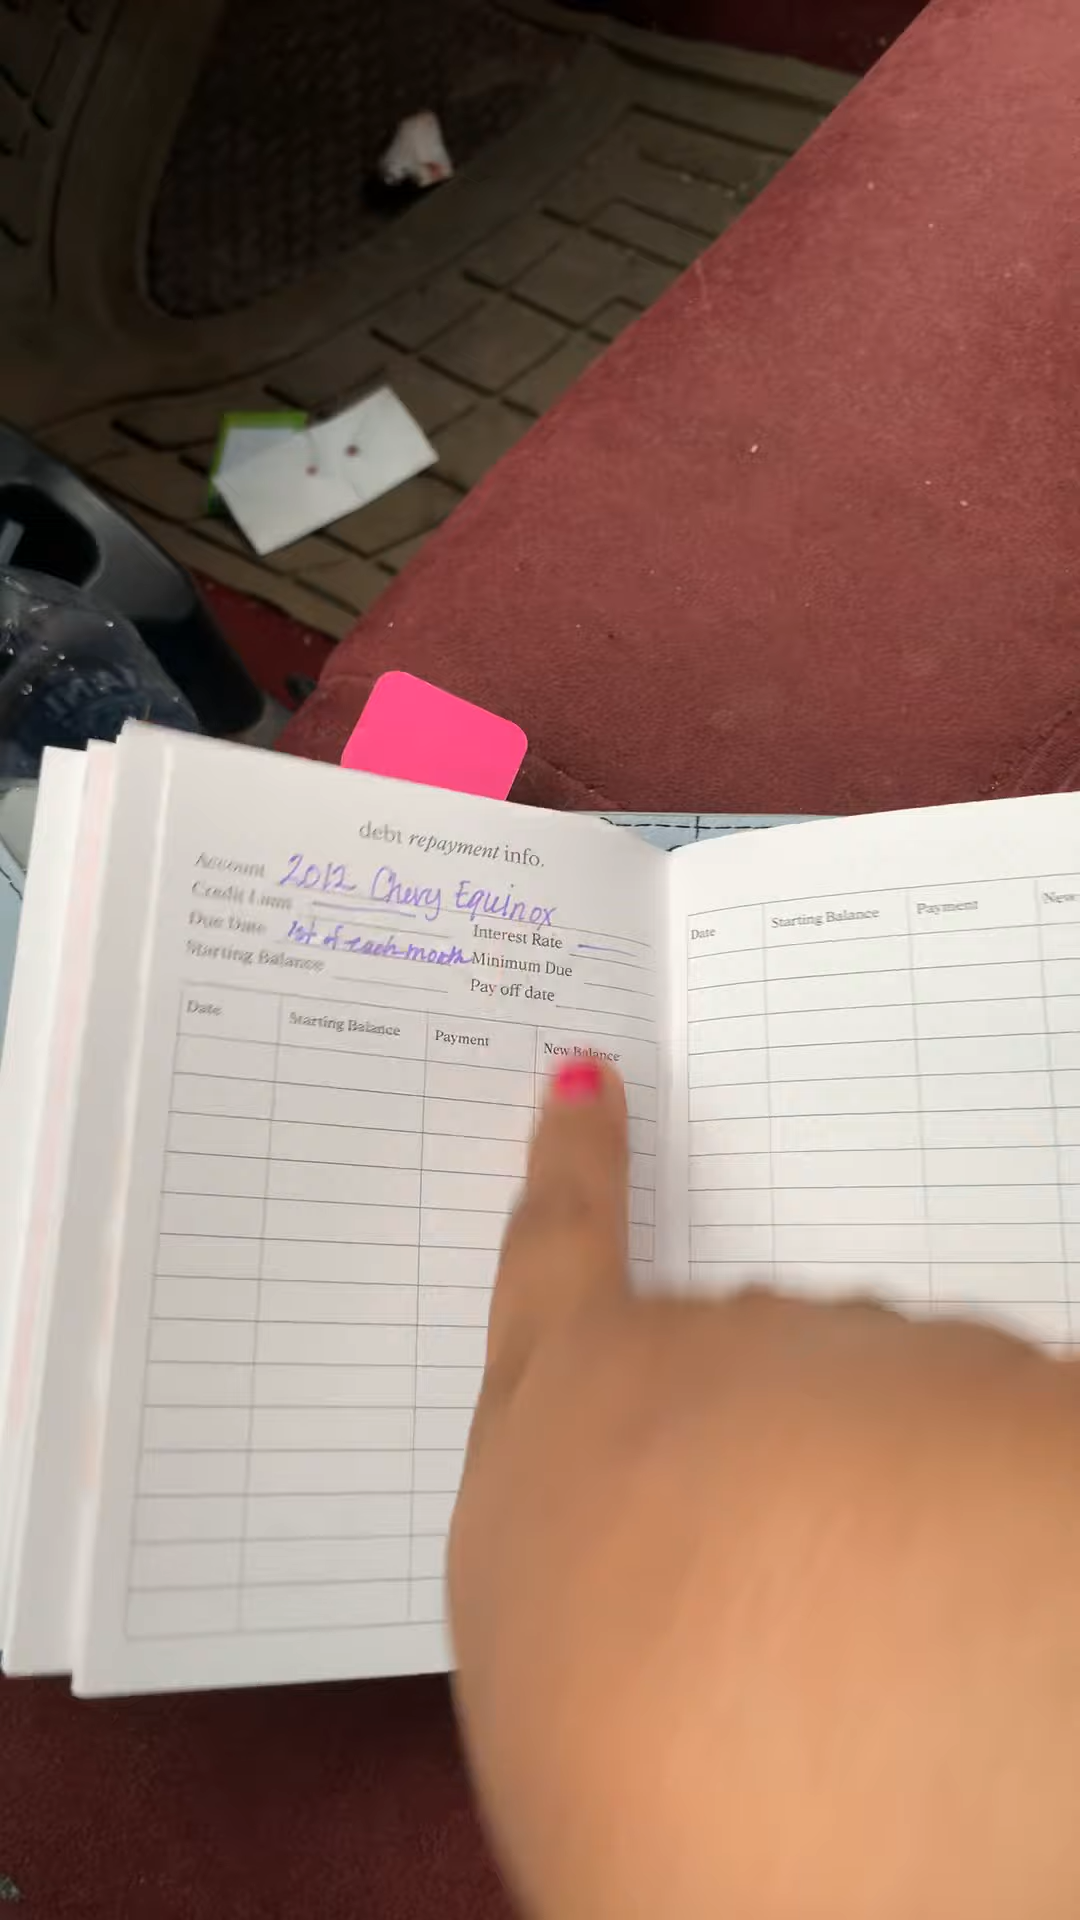 debt repayment info.
Account 2012 Chevy Equinox
Credit Limit
Interest Rate
Due Date 1st of each month
Minimum Due
Starting Balance
Pay off date
Date Starting Balance Payment New Balance
Date Starting Balance Payment New